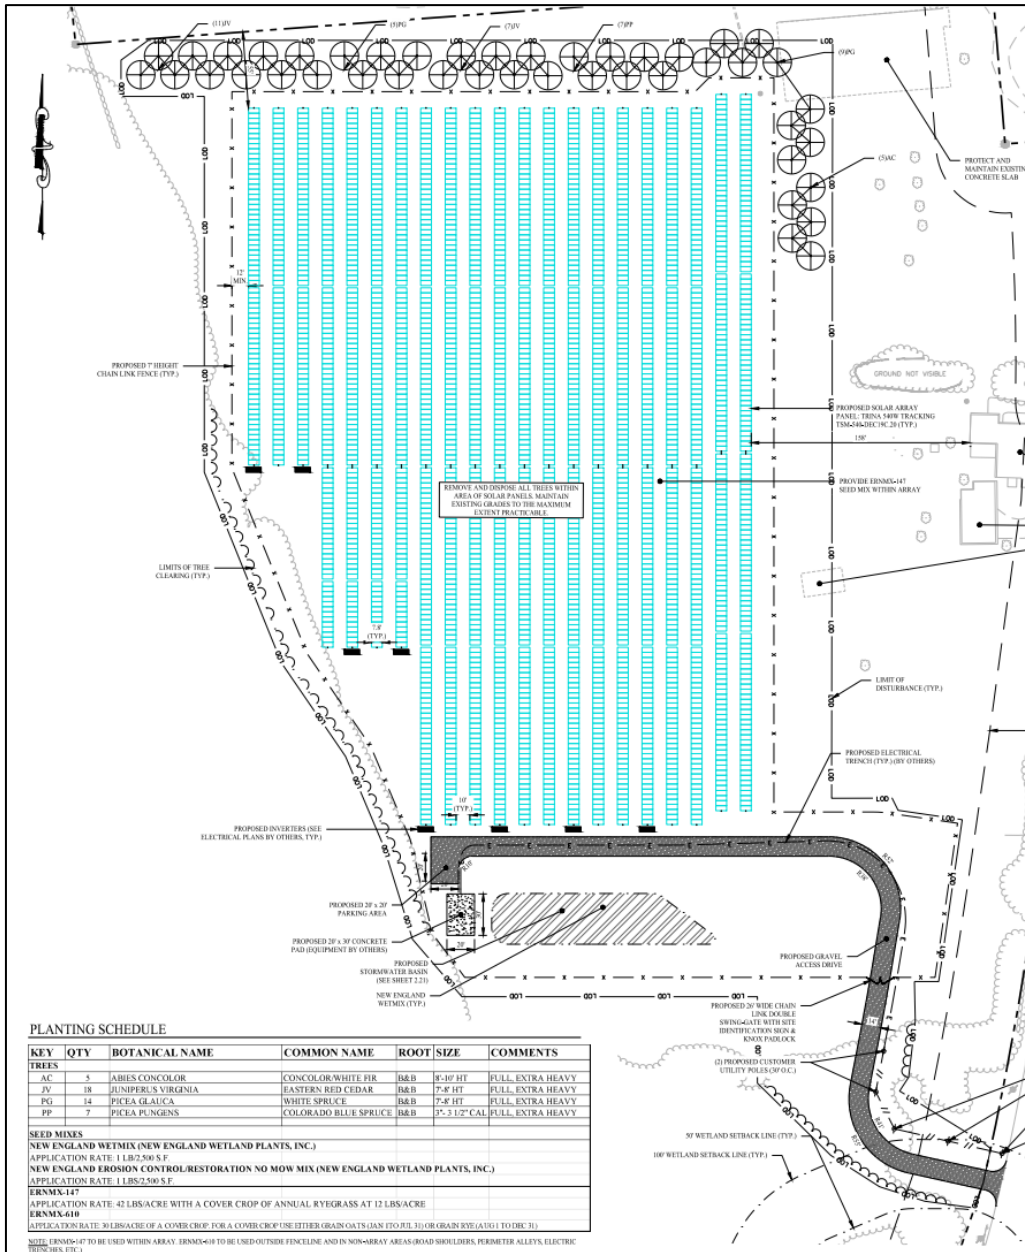 (11)JV
(5)PG
(7)JV
(7)PP
(9)PG
LOD
PROTECT AND
MAINTAIN EXISTIN
CONCRETE SLAB
(5)AC
12'
MIN.
PROPOSED 7' HEIGHT
CHAIN LINK FENCE (TYP.)
GROUND NOT VISIBLE
PROPOSED SOLAR ARRAY
PANEL: TRINA 540W TRACKING
TSM-540-DEC19C.20 (TYP.)
158'
REMOVE AND DISPOSE ALL TREES WITHIN
AREA OF SOLAR PANELS. MAINTAIN
EXISTING GRADES TO THE MAXIMUM
EXTENT PRACTICABLE.
PROVIDE ERNMX-147
SEED MIX WITHIN ARRAY
LIMITS OF TREE
CLEARING (TYP.)
7.8'
(TYP.)
LIMIT OF
DISTURBANCE (TYP.)
PROPOSED ELECTRICAL
TRENCH (TYP.) (BY OTHERS)
10'
(TYP.)
PROPOSED INVERTERS (SEE
ELECTRICAL PLANS BY OTHERS, TYP.)
PROPOSED 20' x 20'
PARKING AREA
PROPOSED 20' x 30' CONCRETE
PAD (EQUIPMENT BY OTHERS)
20'
30'
PROPOSED
STORMWATER BASIN
(SEE SHEET 2.21)
NEW ENGLAND
WETMIX (TYP.)
PROPOSED GRAVEL
ACCESS DRIVE
PROPOSED 26' WIDE CHAIN
LINK DOUBLE
SWING-GATE WITH SITE
IDENTIFICATION SIGN &
KNOX PADLOCK
14'
(2) PROPOSED CUSTOMER
UTILITY POLES (30' O.C.)
50' WETLAND SETBACK LINE (TYP.)
100' WETLAND SETBACK LINE (TYP.)
PLANTING SCHEDULE
KEY QTY BOTANICAL NAME COMMON NAME ROOT SIZE COMMENTS
TREES
AC 5 ABIES CONCOLOR CONCOLOR/WHITE FIR B&B 8'-10' HT FULL, EXTRA HEAVY
JV 18 JUNIPERUS VIRGINIA EASTERN RED CEDAR B&B 7'-8' HT FULL, EXTRA HEAVY
PG 14 PICEA GLAUCA WHITE SPRUCE B&B 7'-8' HT FULL, EXTRA HEAVY
PP 7 PICEA PUNGENS COLORADO BLUE SPRUCE B&B 3"- 3 1/2" CAL FULL, EXTRA HEAVY
SEED MIXES
NEW ENGLAND WETMIX (NEW ENGLAND WETLAND PLANTS, INC.)
APPLICATION RATE: 1 LB/2,500 S.F.
NEW ENGLAND EROSION CONTROL/RESTORATION NO MOW MIX (NEW ENGLAND WETLAND PLANTS, INC.)
APPLICATION RATE: 1 LBS/2,500 S.F.
ERNMX-147
APPLICATION RATE: 42 LBS/ACRE WITH A COVER CROP OF ANNUAL RYEGRASS AT 12 LBS/ACRE
ERNMX-610
APPLICATION RATE: 30 LBS/ACRE OF A COVER CROP. FOR A COVER CROP USE EITHER GRAIN OATS (JAN 1 TO JUL 31) OR GRAIN RYE (AUG 1 TO DEC 31)
NOTE: ERNMX-147 TO BE USED WITHIN ARRAY. ERNMX-610 TO BE USED OUTSIDE FENCELINE AND IN NON-ARRAY AREAS (ROAD SHOULDERS, PERIMETER ALLEYS, ELECTRIC
TRENCHES, ETC.)